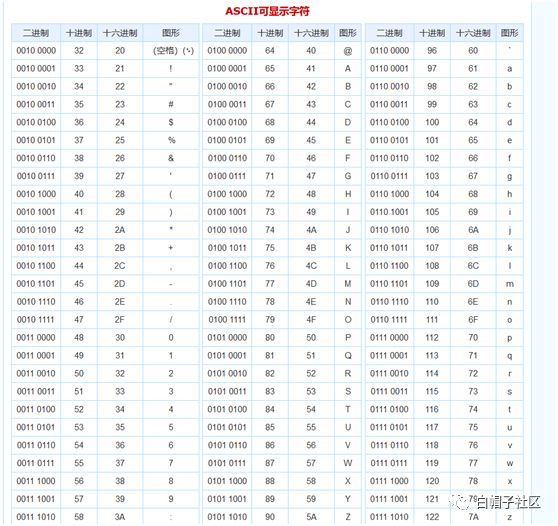 ASCII可显示字符
二进制 十进制 十六进制 图形 二进制 十进制 十六进制 图形 二进制 十进制 十六进制 图形
0010 0000 32 20 (空格) 0100 0000 64 40 @ 0110 0000 96 60 `
0010 0001 33 21 ! 0100 0001 65 41 A 0110 0001 97 61 a
0010 0010 34 22 " 0100 0010 66 42 B 0110 0010 98 62 b
0010 0011 35 23 # 0100 0011 67 43 C 0110 0011 99 63 c
0010 0100 36 24 $ 0100 0100 68 44 D 0110 0100 100 64 d
0010 0101 37 25 % 0100 0101 69 45 E 0110 0101 101 65 e
0010 0110 38 26 & 0100 0110 70 46 F 0110 0110 102 66 f
0010 0111 39 27 ' 0100 0111 71 47 G 0110 0111 103 67 g
0010 1000 40 28 ( 0100 1000 72 48 H 0110 1000 104 68 h
0010 1001 41 29 ) 0100 1001 73 49 I 0110 1001 105 69 i
0010 1010 42 2A * 0100 1010 74 4A J 0110 1010 106 6A j
0010 1011 43 2B + 0100 1011 75 4B K 0110 1011 107 6B k
0010 1100 44 2C , 0100 1100 76 4C L 0110 1100 108 6C l
0010 1101 45 2D - 0100 1101 77 4D M 0110 1101 109 6D m
0010 1110 46 2E . 0100 1110 78 4E N 0110 1110 110 6E n
0010 1111 47 2F / 0100 1111 79 4F O 0110 1111 111 6F o
0011 0000 48 30 0 0101 0000 80 50 P 0111 0000 112 70 p
0011 0001 49 31 1 0101 0001 81 51 Q 0111 0001 113 71 q
0011 0010 50 32 2 0101 0010 82 52 R 0111 0010 114 72 r
0011 0011 51 33 3 0101 0011 83 53 S 0111 0011 115 73 s
0011 0100 52 34 4 0101 0100 84 54 T 0111 0100 116 74 t
0011 0101 53 35 5 0101 0101 85 55 U 0111 0101 117 75 u
0011 0110 54 36 6 0101 0110 86 56 V 0111 0110 118 76 v
0011 0111 55 37 7 0101 0111 87 57 W 0111 0111 119 77 w
0011 1000 56 38 8 0101 1000 88 58 X 0111 1000 120 78 x
0011 1001 57 39 9 0101 1001 89 59 Y 0111 1001 121
白帽子社区
0011 1010 58 3A : 0101 1010 90 5A Z 0111 1010 122 7A z